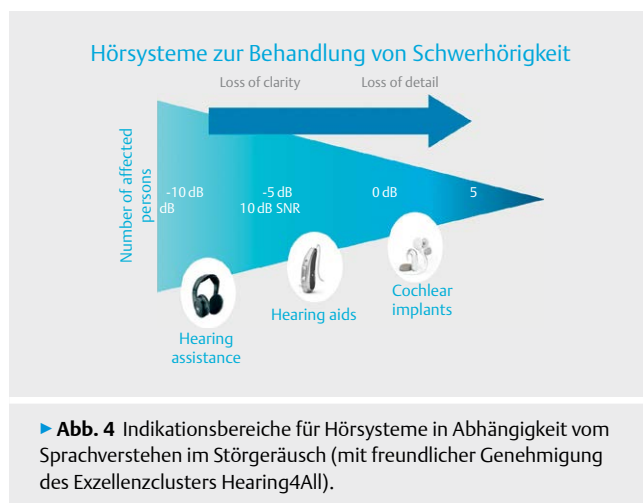 Hörsysteme zur Behandlung von Schwerhörigkeit
Loss of clarity Loss of detail
Number of affected
persons
-10 dB -5 dB 0 dB 5
dB 10 dB SNR
Hearing
assistance
Hearing aids
Cochlear
implants
► Abb. 4 Indikationsbereiche für Hörsysteme in Abhängigkeit vom
Sprachverstehen im Störgeräusch (mit freundlicher Genehmigung
des Exzellenzclusters Hearing4All).